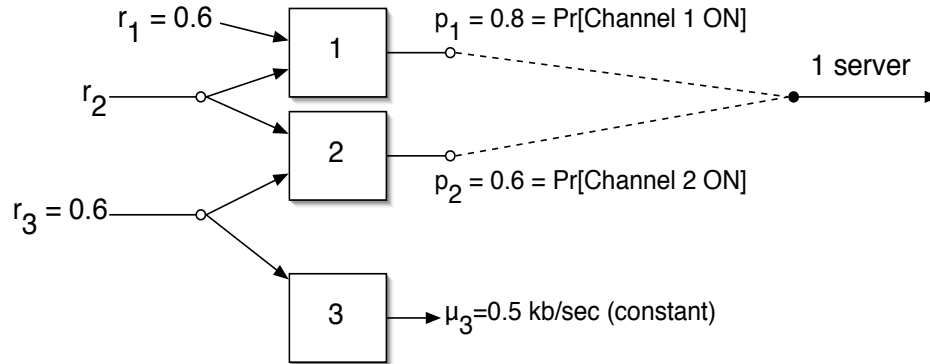 r1 = 0.6
1
p1 = 0.8 = Pr[Channel 1 ON]
1 server
r2
2
p2 = 0.6 = Pr[Channel 2 ON]
r3 = 0.6
3
μ3=0.5 kb/sec (constant)